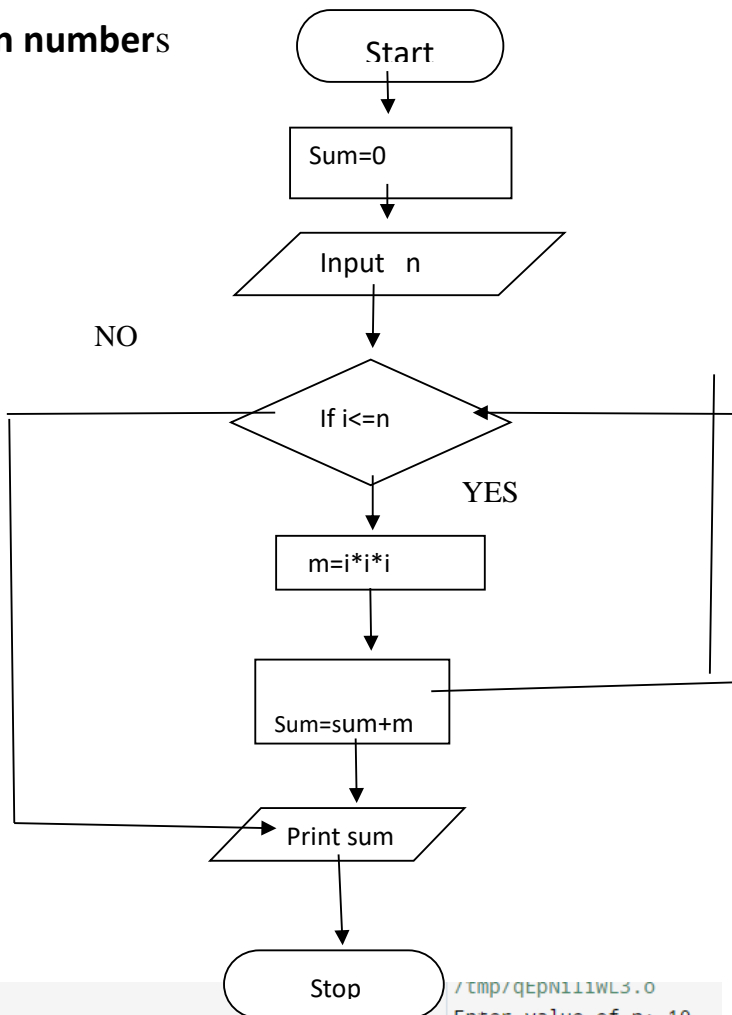 n numbers
Start
Sum=0
Input n
NO
If i<=n
YES
m=i*i*i
Sum=sum+m
Print sum
Stop